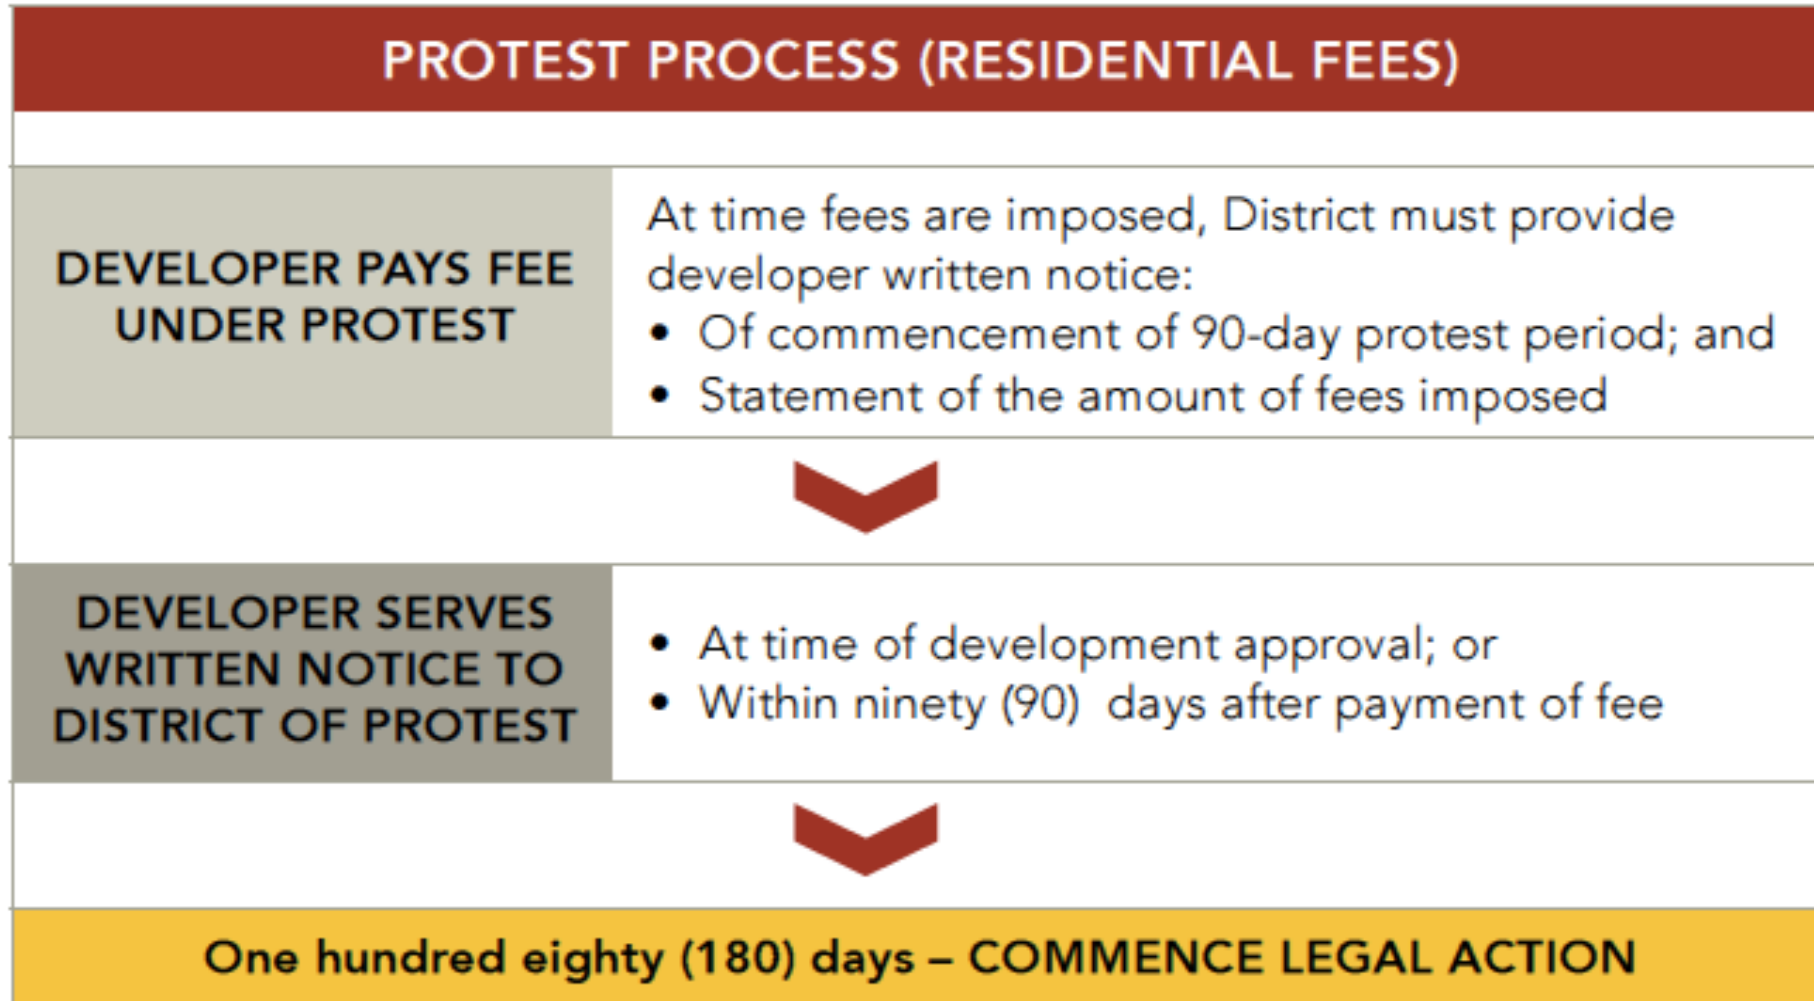 PROTEST PROCESS (RESIDENTIAL FEES)
DEVELOPER PAYS FEE
UNDER PROTEST
At time fees are imposed, District must provide
developer written notice:
• Of commencement of 90-day protest period; and
• Statement of the amount of fees imposed
DEVELOPER SERVES
WRITTEN NOTICE TO
DISTRICT OF PROTEST
• At time of development approval; or
• Within ninety (90)  days after payment of fee
One hundred eighty (180) days – COMMENCE LEGAL ACTION